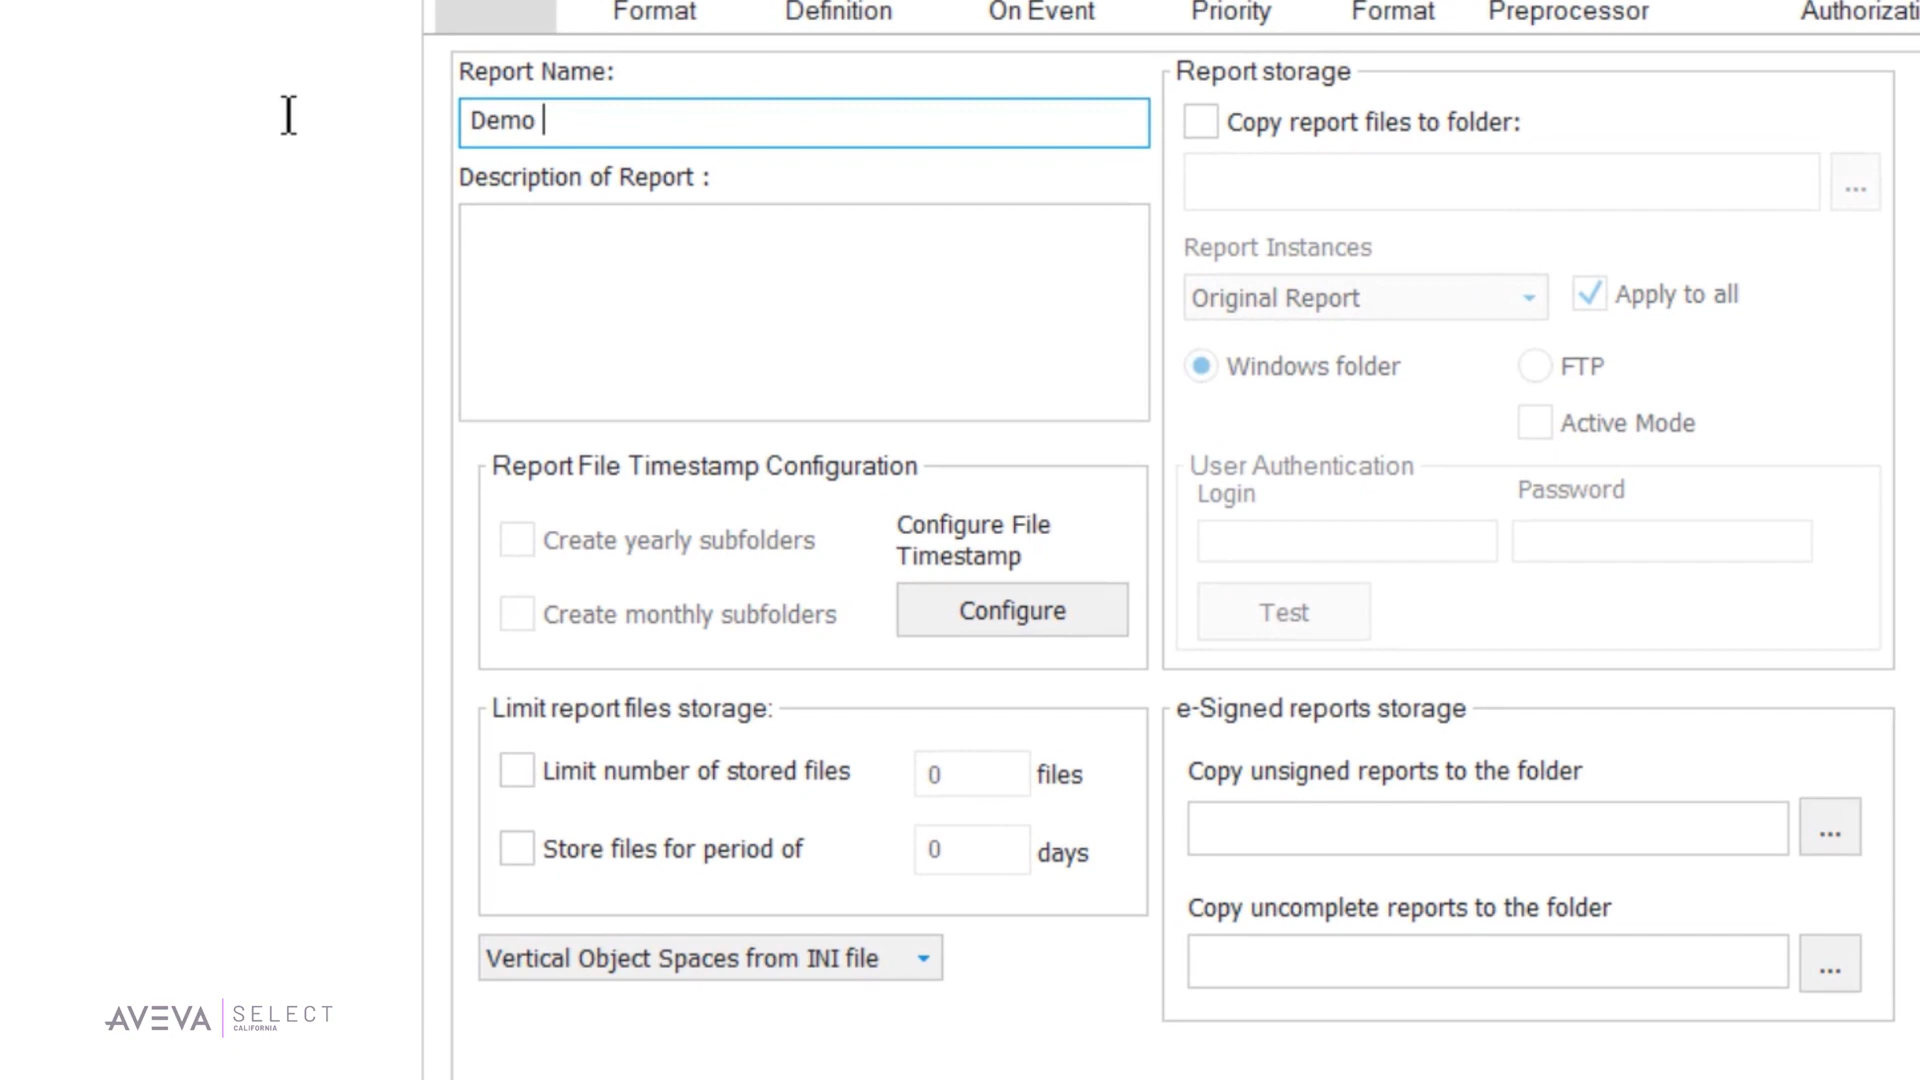 Format Definition On Event Priority Format Preprocessor Authorizati
Report Name:
Demo
Description of Report :
Report File Timestamp Configuration
Create yearly subfolders
Create monthly subfolders
Configure File
Timestamp
Configure
Limit report files storage:
Limit number of stored files 0 files
Store files for period of 0 days
Vertical Object Spaces from INI file
Report storage
Copy report files to folder:
...
Report Instances
Original Report Apply to all
Windows folder FTP
Active Mode
User Authentication
Login Password
Test
e-Signed reports storage
Copy unsigned reports to the folder
...
Copy uncomplete reports to the folder
...
AVEVA SELECT
CALIFORNIA